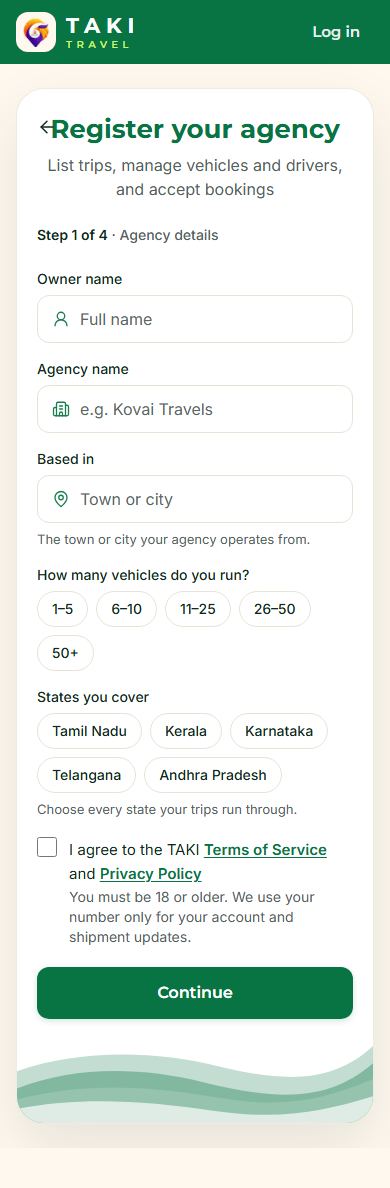 TAKI
TRAVEL
Log in
Register your agency
List trips, manage vehicles and drivers,
and accept bookings
Step 1 of 4 · Agency details
Owner name
Full name
Agency name
e.g. Kovai Travels
Based in
Town or city
The town or city your agency operates from.
How many vehicles do you run?
1–5 6–10 11–25 26–50
50+
States you cover
Tamil Nadu Kerala Karnataka
Telangana Andhra Pradesh
Choose every state your trips run through.
I agree to the TAKI Terms of Service
and Privacy Policy
You must be 18 or older. We use your
number only for your account and
shipment updates.
Continue